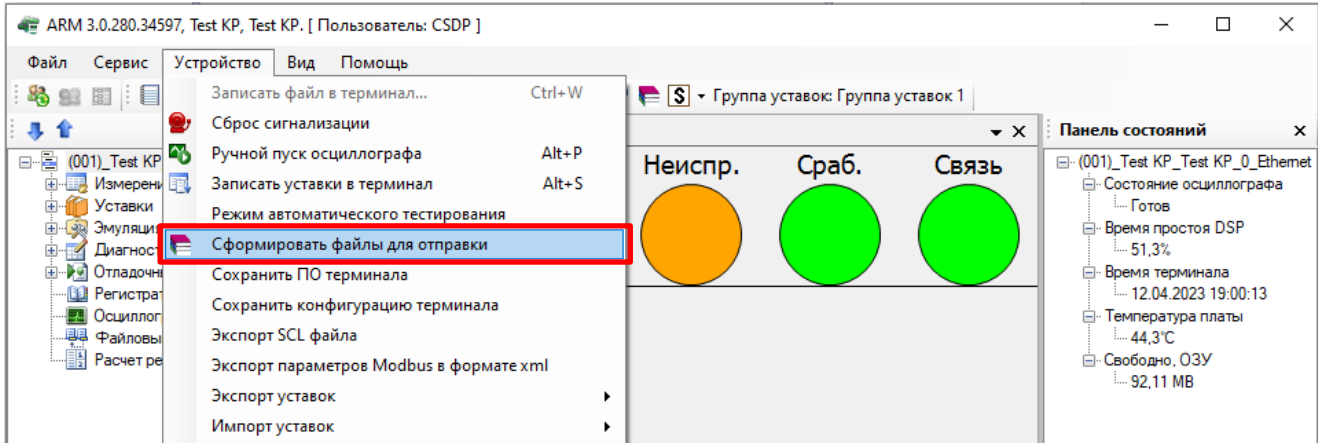 ARM 3.0.280.34597, Test KP, Test KP. [ Пользователь: CSDP ]
Файл Сервис Устройство Вид Помощь
S Группа уставок: Группа уставок 1
Записать файл в терминал... Ctrl+W
Сброс сигнализации
Ручной пуск осциллографа Alt+P
Записать уставки в терминал Alt+S
Режим автоматического тестирования
Сформировать файлы для отправки
Сохранить ПО терминала
Сохранить конфигурацию терминала
Экспорт SCL файла
Экспорт параметров Modbus в формате xml
Экспорт уставок
Импорт уставок
(001)_Test KP
Измерени
Уставки
Эмуляци
Диагност
Отладочн
Регистрат
Осциллог
Файловы
Расчет ре
Неиспр. Сраб. Связь
Панель состояний
(001)_Test KP_Test KP_0_Ethernet
Состояние осциллографа
Готов
Время простоя DSP
51,3%
Время терминала
12.04.2023 19:00:13
Температура платы
44,3°C
Свободно, ОЗУ
92,11 MB